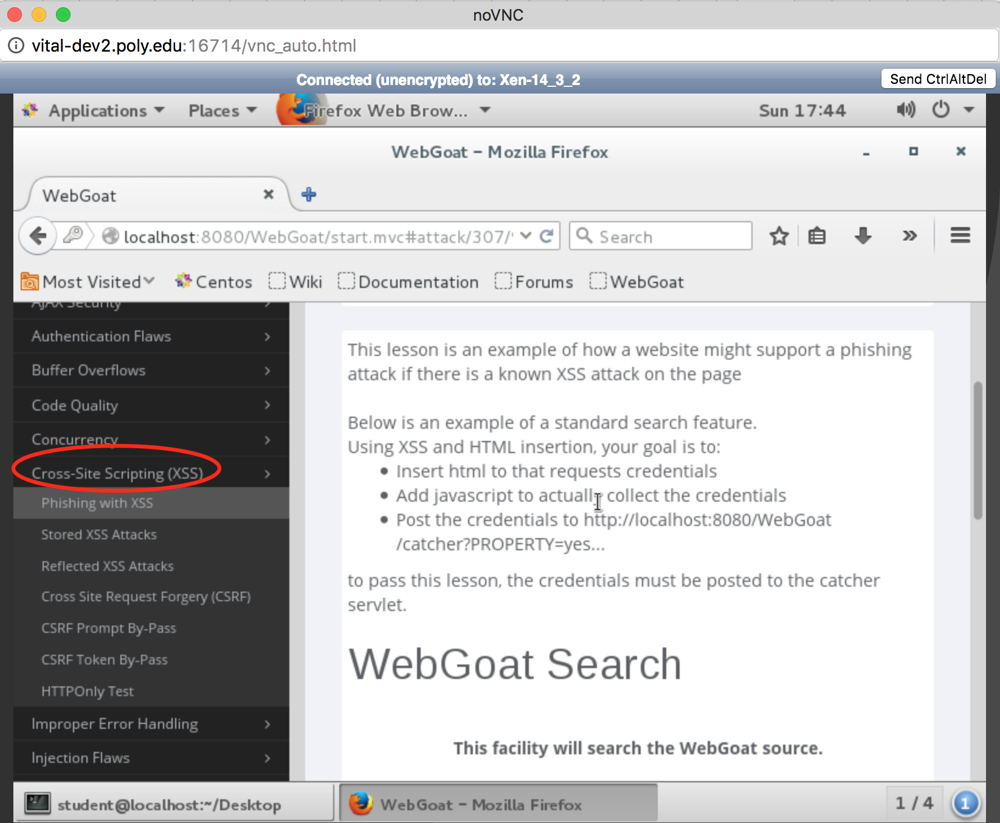 noVNC
vital-dev2.poly.edu:16714/vnc_auto.html
Connected (unencrypted) to: Xen-14_3_2
Send CtrlAltDel
Applications
Places
Firefox Web Brow...
Sun 17:44
WebGoat - Mozilla Firefox
WebGoat
localhost:8080/WebGoat/start.mvc#attack/307/
Search
Most Visited
Centos
Wiki
Documentation
Forums
WebGoat
AJAX Security
Authentication Flaws
Buffer Overflows
Code Quality
Concurrency
Cross-Site Scripting (XSS)
Phishing with XSS
Stored XSS Attacks
Reflected XSS Attacks
Cross Site Request Forgery (CSRF)
CSRF Prompt By-Pass
CSRF Token By-Pass
HTTPOnly Test
Improper Error Handling
Injection Flaws
This lesson is an example of how a website might support a phishing
attack if there is a known XSS attack on the page
Below is an example of a standard search feature.
Using XSS and HTML insertion, your goal is to:
• Insert html to that requests credentials
• Add javascript to actually collect the credentials
• Post the credentials to http://localhost:8080/WebGoat
/catcher?PROPERTY=yes...
to pass this lesson, the credentials must be posted to the catcher
servlet.
WebGoat Search
This facility will search the WebGoat source.
student@localhost:~/Desktop
WebGoat - Mozilla Firefox
1 / 4
1